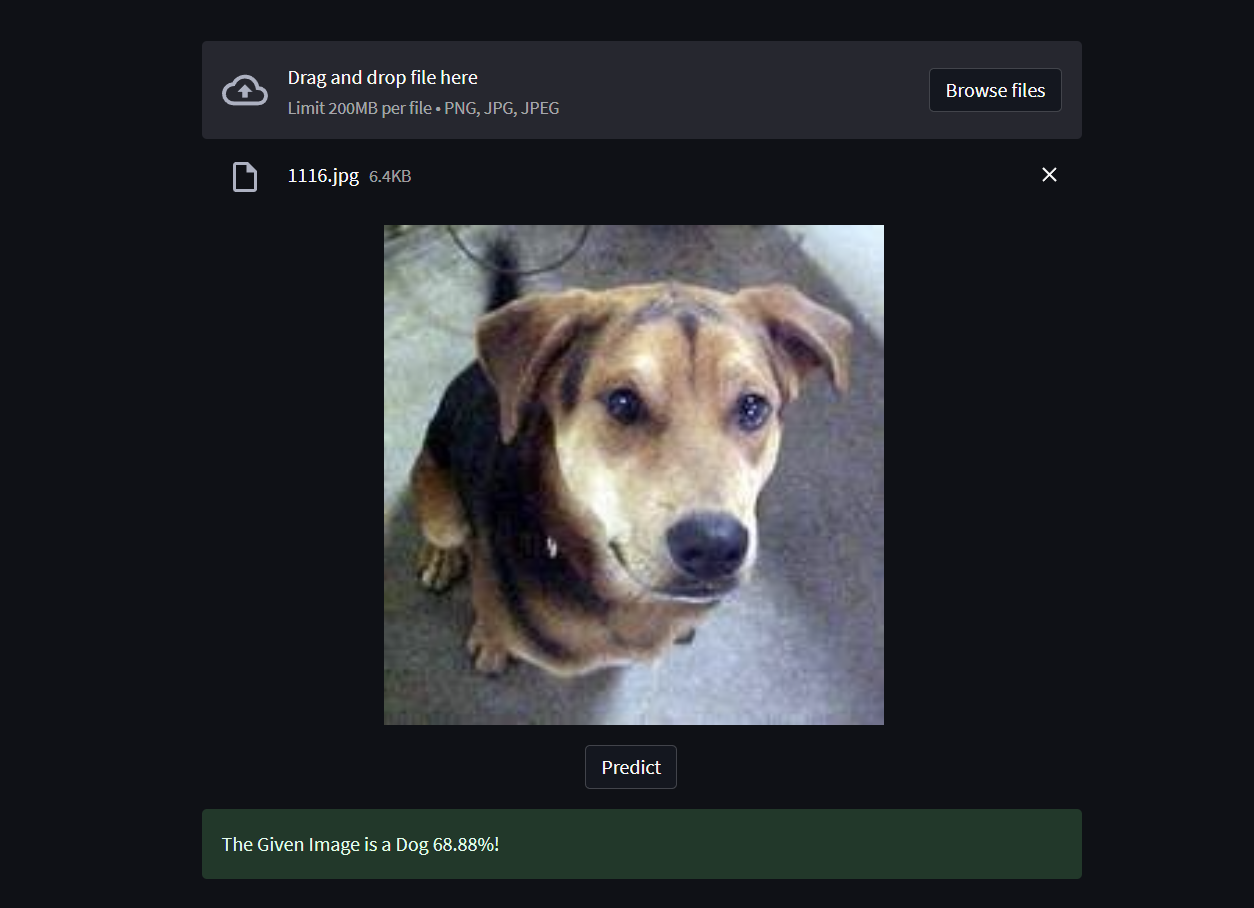 Drag and drop file here
Limit 200MB per file • PNG, JPG, JPEG
Browse files
1116.jpg 6.4KB
Predict
The Given Image is a Dog 68.88%!